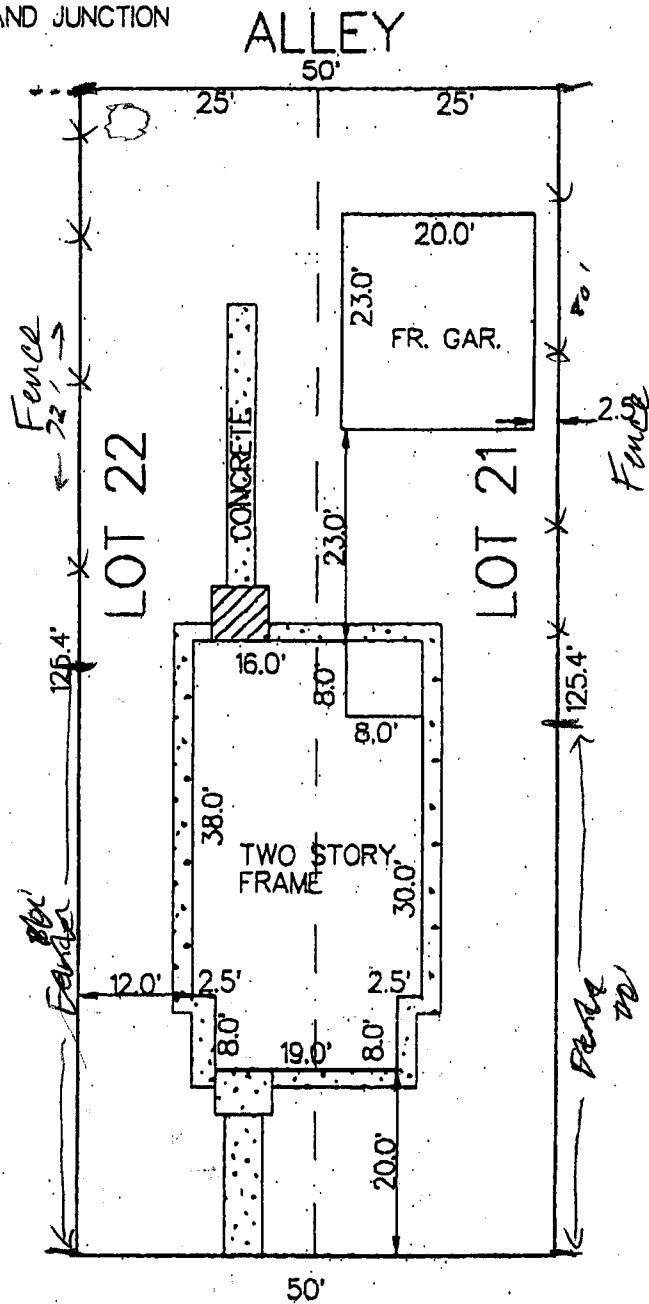 AND JUNCTION
ALLEY
50'
25' 25'
20.0'
23.0'
FR. GAR.
80'
Fence
72'
2.5
Fence
CONCRETE
LOT 22
LOT 21
23.0'
125.4'
16.0'
8.0'
8.0'
125.4'
38.0'
TWO STORY
FRAME
30.0'
12.0' 2.5' 2.5'
8.0' 19.0' 8.0'
20.0'
50'